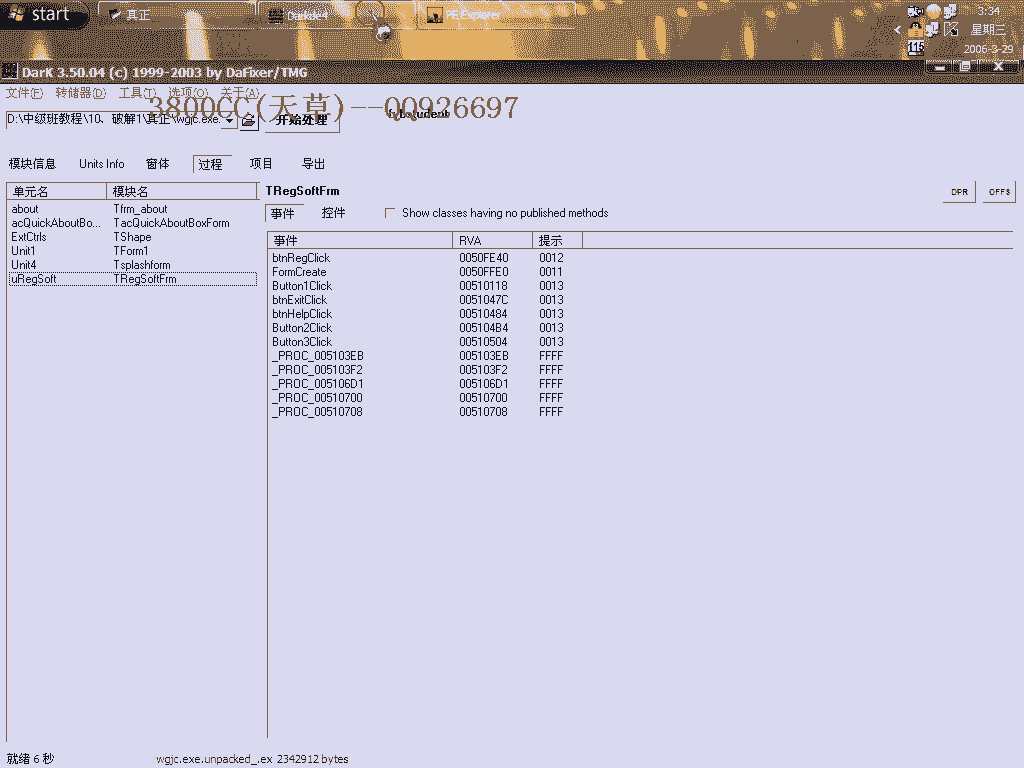 start
真正
DarkDe4
PE Explorer
3:34
星期三
115
2006-3-29
DarK 3.50.04 (c) 1999-2003 by DaFixer/TMG
文件(F) 转储器(D) 工具(T) 选项(O) 关于(A)
3800CC(天草)--QQ926697
D:\中级班教程\10、破解1\真正\wgjc.exe.
开始处理
模块信息 Units Info 窗体 过程 项目 导出
单元名 模块名
about Tfrm_about
acQuickAboutBo... TacQuickAboutBoxForm
ExtCtrls TShape
Unit1 TForm1
Unit4 Tsplashform
uRegSoft TRegSoftFrm
TRegSoftFrm
DPR OFFS
事件 控件 Show classes having no published methods
事件 RVA 提示
btnRegClick 0050FE40 0012
FormCreate 0050FFE0 0011
Button1Click 00510118 0013
btnExitClick 0051047C 0013
btnHelpClick 00510484 0013
Button2Click 005104B4 0013
Button3Click 00510504 0013
_PROC_005103EB 005103EB FFFF
_PROC_005103F2 005103F2 FFFF
_PROC_005106D1 005106D1 FFFF
_PROC_00510700 00510700 FFFF
_PROC_00510708 00510708 FFFF
就绪 6 秒
wgjc.exe.unpacked_.ex 2342912 bytes